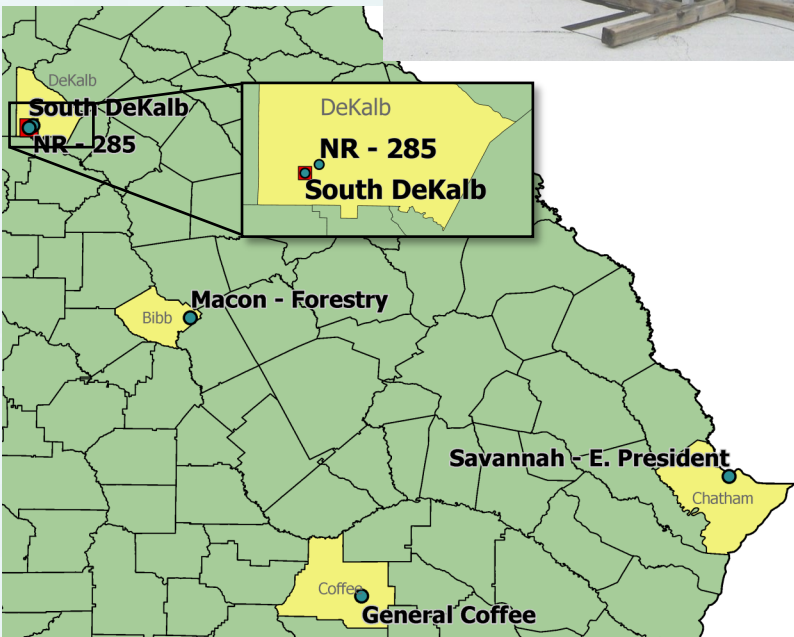 DeKalb
South DeKalb
NR - 285
DeKalb
NR - 285
South DeKalb
Macon - Forestry
Bibb
Savannah - E. President
Chatham
Coffee
General Coffee